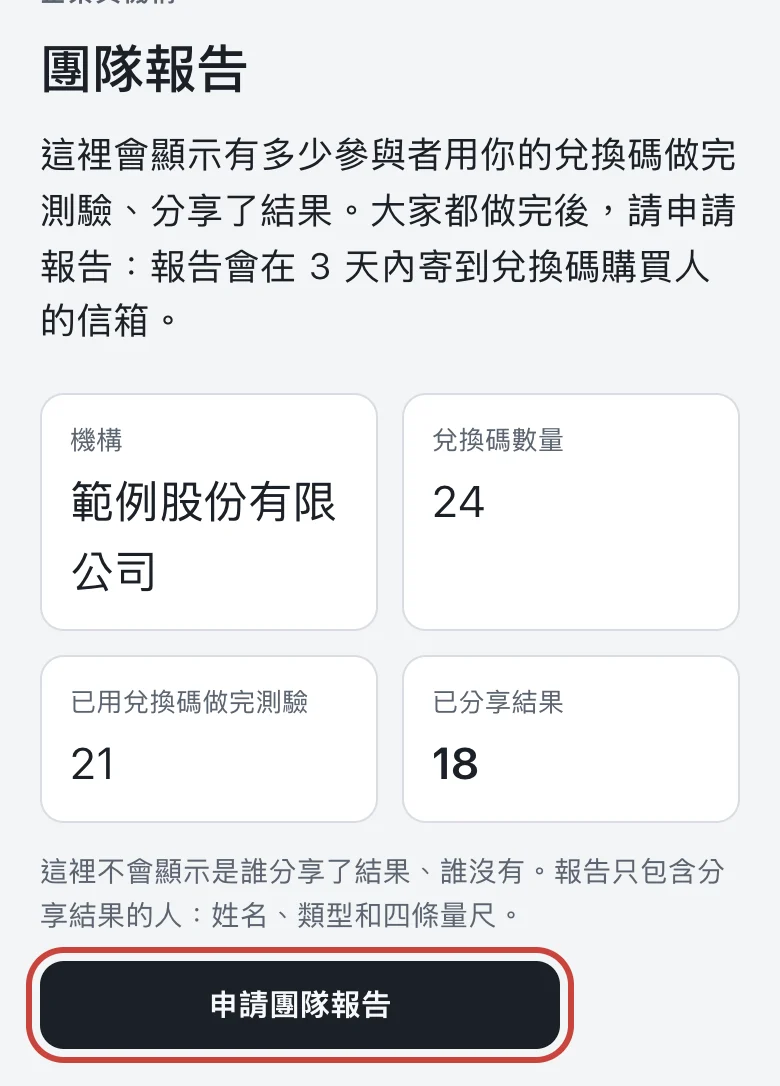 團隊報告
這裡會顯示有多少參與者用你的兌換碼做完
測驗、分享了結果。大家都做完後，請申請
報告：報告會在 3 天內寄到兌換碼購買人
的信箱。
機構
範例股份有限
公司
兌換碼數量
24
已用兌換碼做完測驗
21
已分享結果
18
這裡不會顯示是誰分享了結果、誰沒有。報告只包含分
享結果的人：姓名、類型和四條量尺。
申請團隊報告